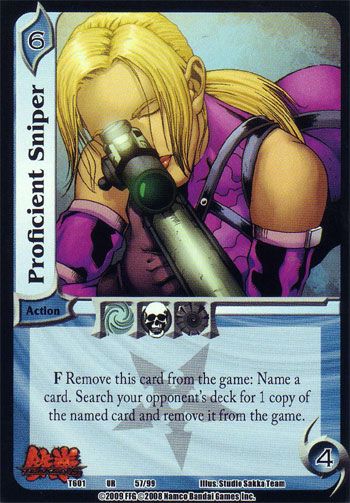 6
Proficient Sniper
Action
F Remove this card from the game: Name a
card. Search your opponent's deck for 1 copy of
the named card and remove it from the game.
4
T601 UR 57/99 Illus. Studio Sakka Team
©2009 FFG ©2008 Namco Bandai Games Inc.